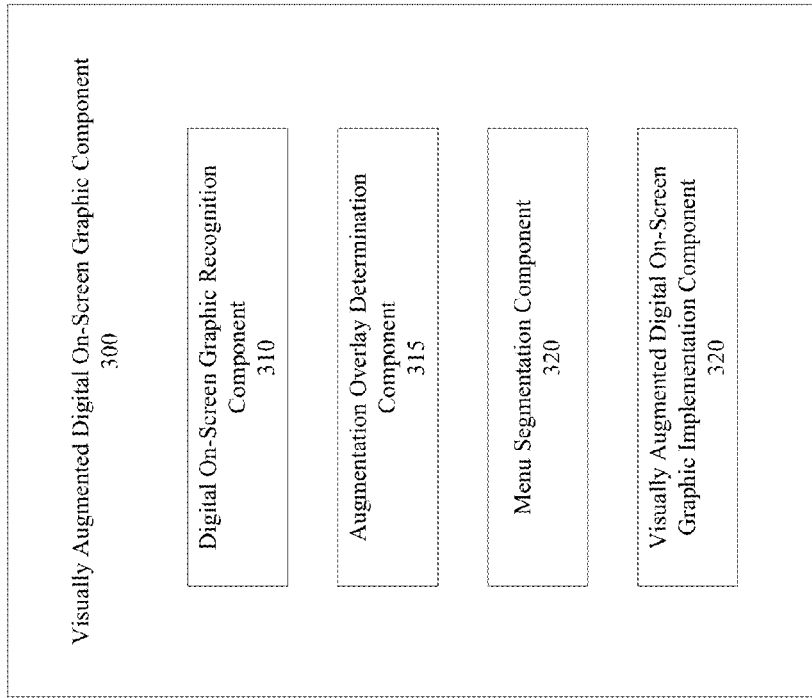 Visually Augmented Digital On-Screen Graphic Component
300
Digital On-Screen Graphic Recognition
Component
310
Augmentation Overlay Determination
Component
315
Menu Segmentation Component
320
Visually Augmented Digital On-Screen
Graphic Implementation Component
320